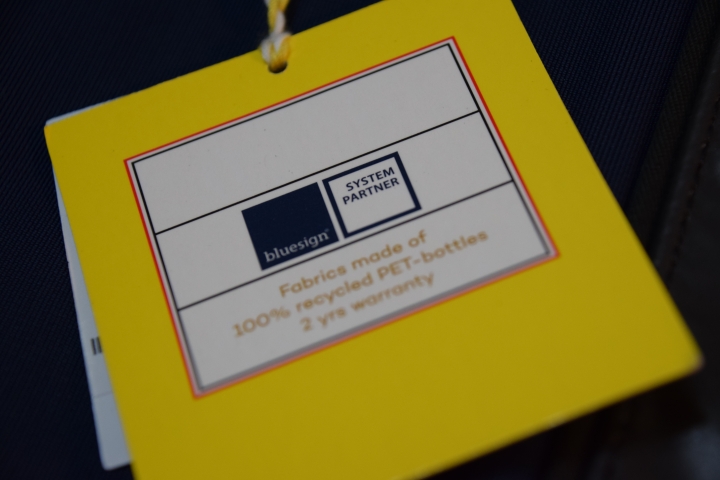 bluesign®
SYSTEM
PARTNER
Fabrics made of
100% recycled PET-bottles
2 yrs warranty